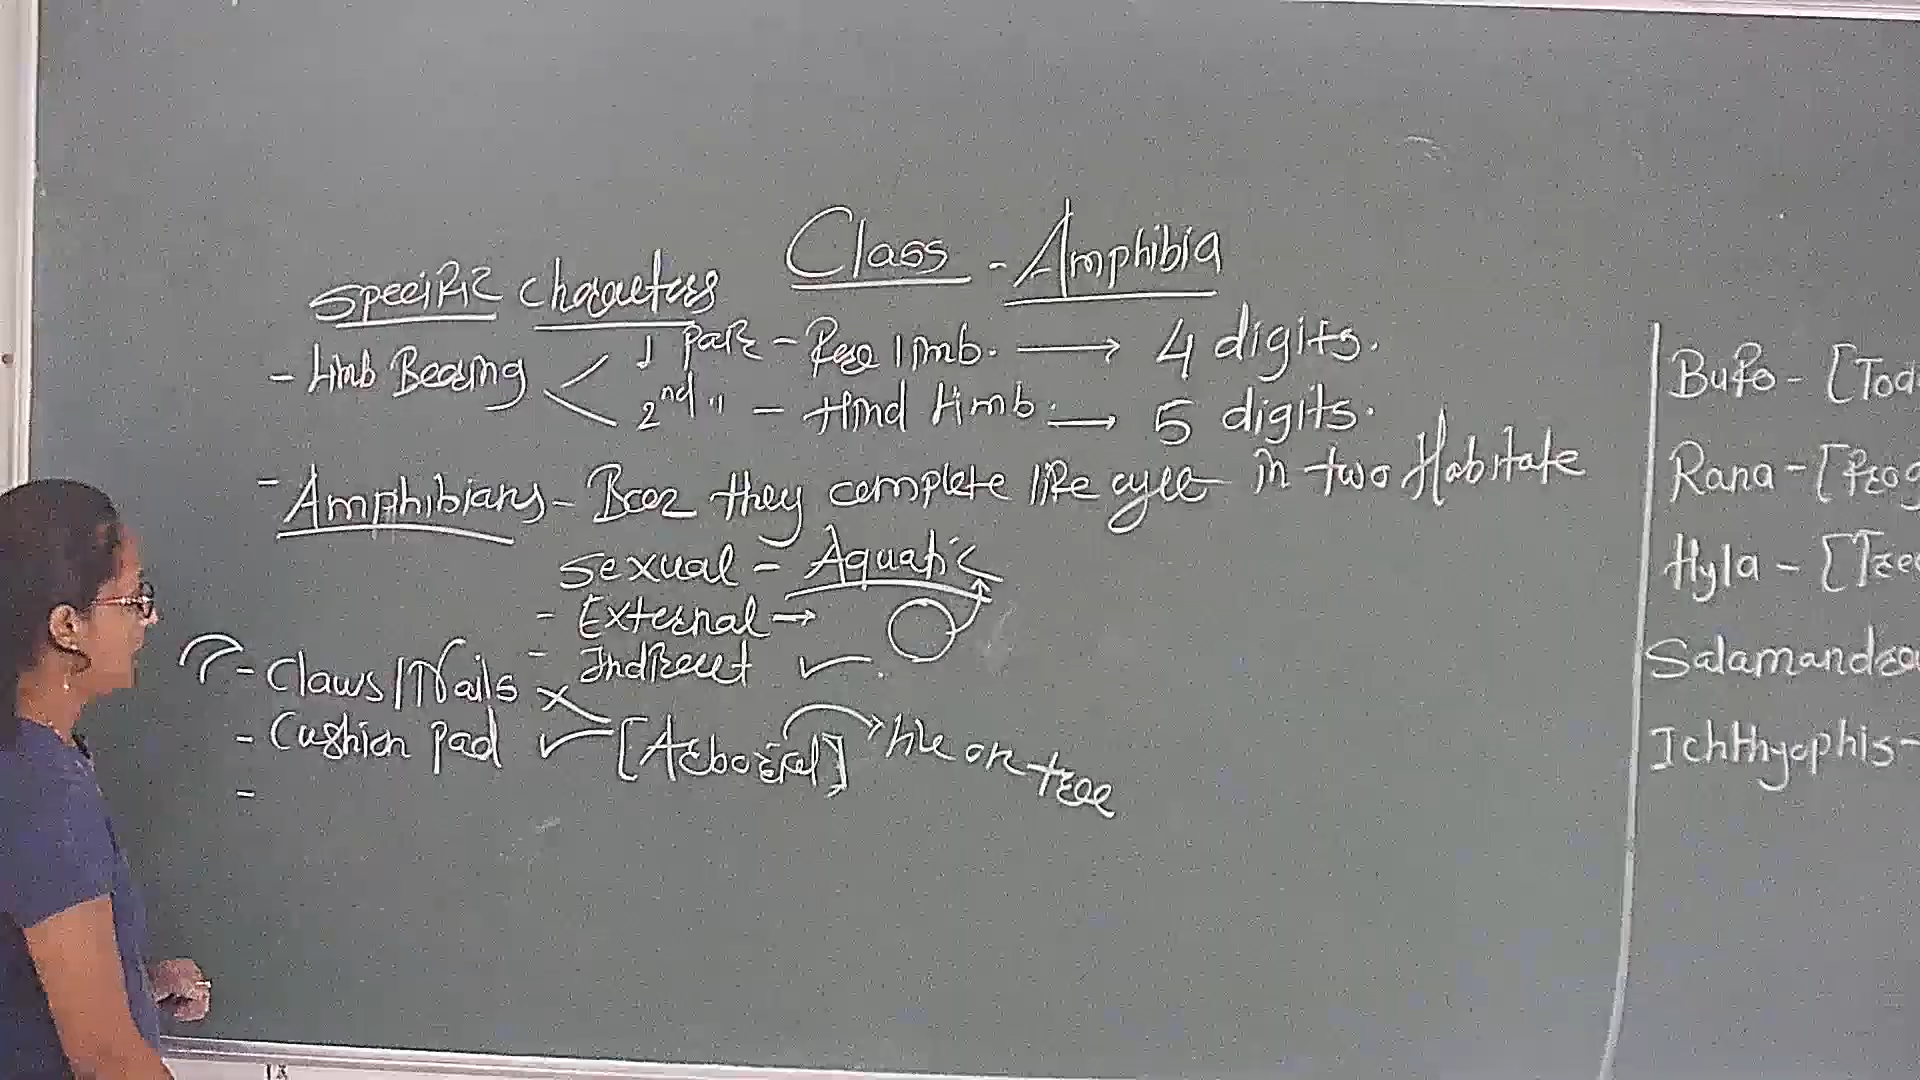 Class - Amphibia
Specific characters
- Limb Bearing
1 pair - Fore limb. → 4 digits.
2nd " - Hind limb. → 5 digits.
- Amphibians - Bcoz they complete life cycle in two Habitate
Sexual - Aquatic
- External →
- Indirect ✓
- Claws/Nails ×
- Cushion pad ✓ [Arboreal] → live on tree
-
Bufo - [Toa
Rana - [frog
Hyla - [Tree
Salamandra
Ichthyophis -